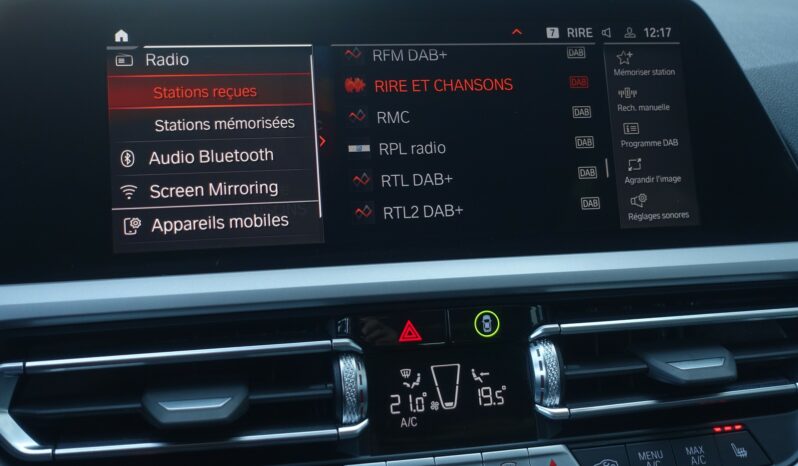 7 RIRE 12:17
Radio
Stations reçues
Stations mémorisées
Audio Bluetooth
Screen Mirroring
Appareils mobiles
RFM DAB+ DAB
RIRE ET CHANSONS DAB
RMC DAB
RPL radio DAB
RTL DAB+ DAB
RTL2 DAB+ DAB
Mémoriser station
Rech. manuelle
Programme DAB
Agrandir l'image
Réglages sonores
21.0° 19.5°
A/C
MENU A/C
MAX A/C